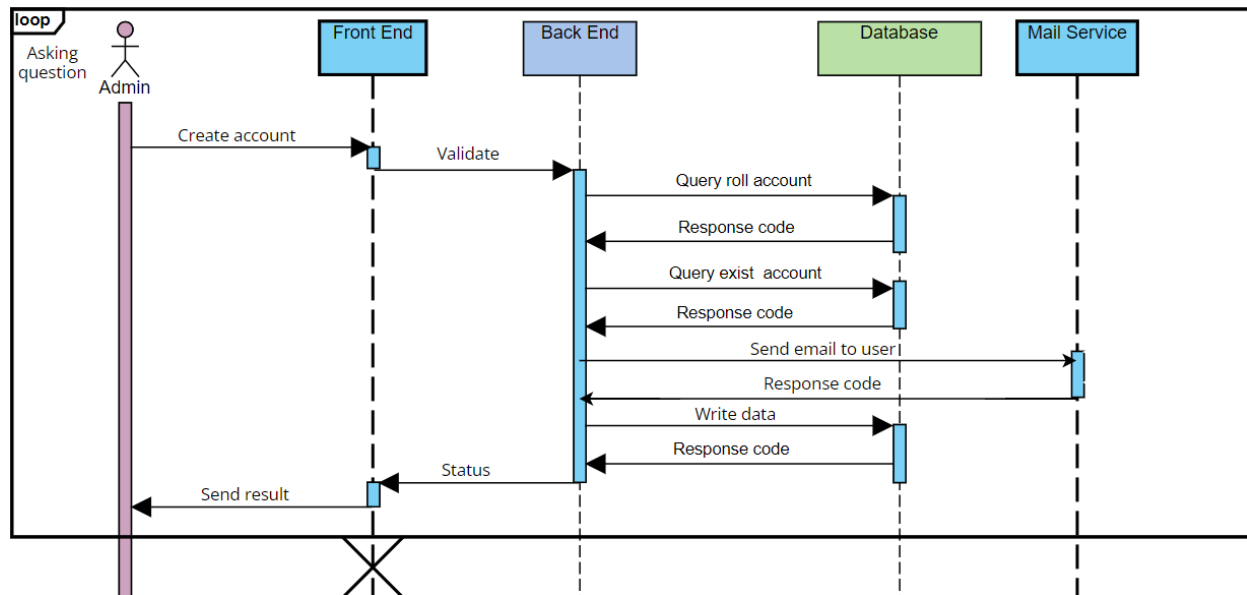 loop
Asking
question
Admin
Front End
Back End
Database
Mail Service
Create account
Validate
Query roll account
Response code
Query exist account
Response code
Send email to user
Response code
Write data
Response code
Status
Send result